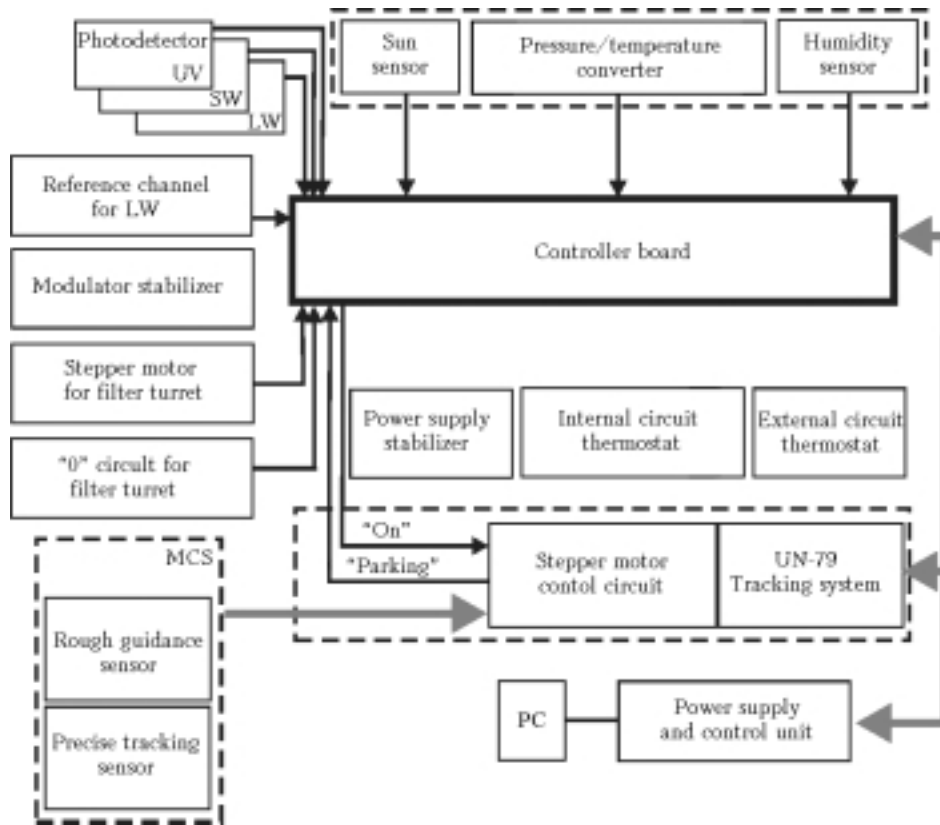 Photodetector
UV
SW
LW
Sun
sensor
Pressure/temperature
converter
Humidity
sensor
Reference channel
for LW
Controller board
Modulator stabilizer
Stepper motor
for filter turret
"0" circult for
filter turret
Power supply
stabilizer
Internal circuit
thermostat
External circuit
thermostat
"On"
"Parking"
Stepper motor
contol circuit
UN-79
Tracking system
MCS
Rough guidance
sensor
Precise tracking
sensor
PC
Power supply
and control unit